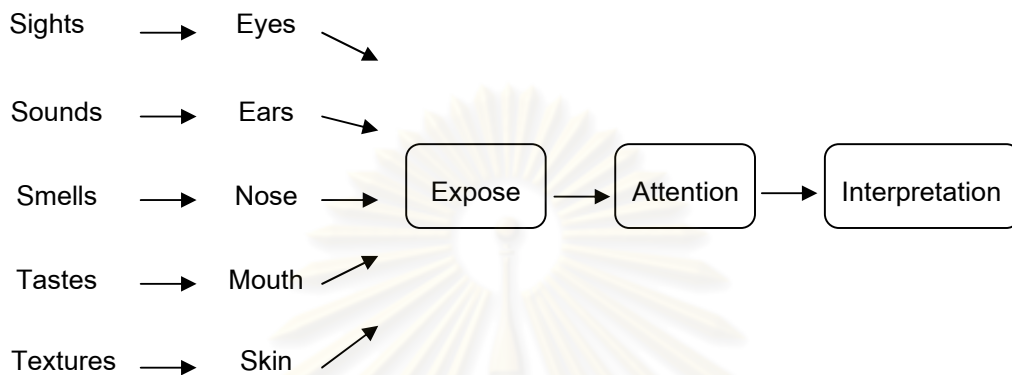 Sights Eyes
Sounds Ears
Smells Nose Expose Attention Interpretation
Tastes Mouth
Textures Skin